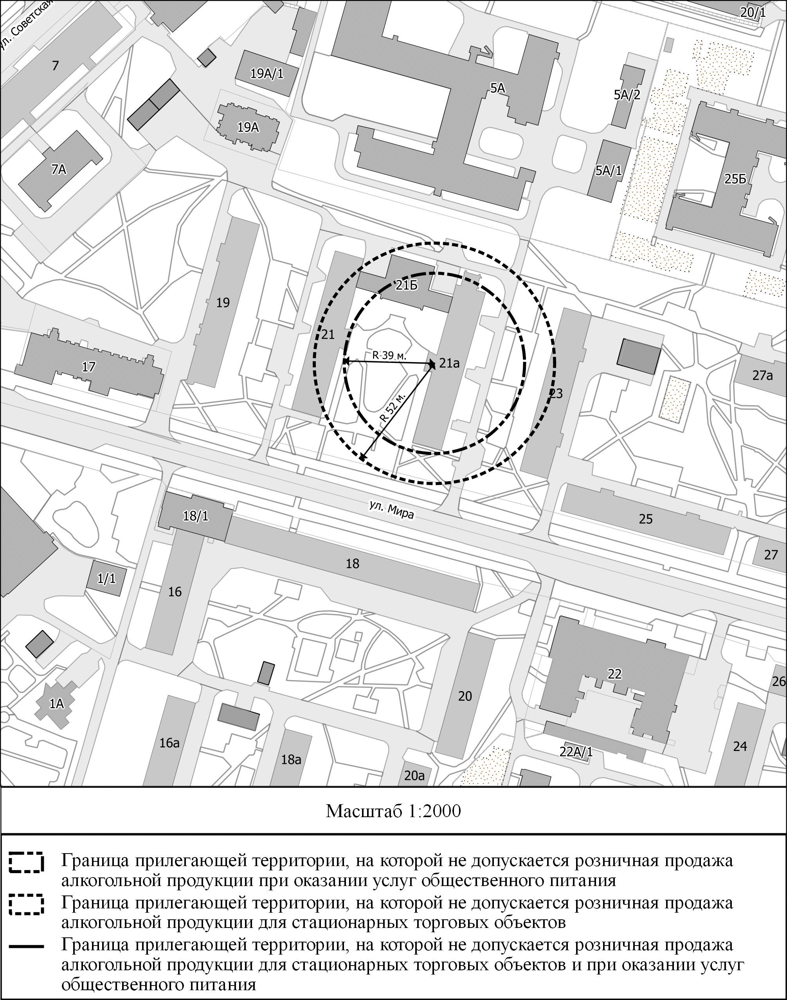 ул. Советская
20/1
7
19А/1
5А
5А/2
19А
7А
5А/1
25Б
21Б
19
21
R 39 м.
21а
17
27а
23
R 52 м.
ул. Мира
18/1
25
27
18
1/1
16
22
26
20
1А
16а
24
22А/1
18а
20а
Масштаб 1:2000
Граница прилегающей территории, на которой не допускается розничная продажа
алкогольной продукции при оказании услуг общественного питания
Граница прилегающей территории, на которой не допускается розничная продажа
алкогольной продукции для стационарных торговых объектов
Граница прилегающей территории, на которой не допускается розничная продажа
алкогольной продукции для стационарных торговых объектов и при оказании услуг
общественного питания